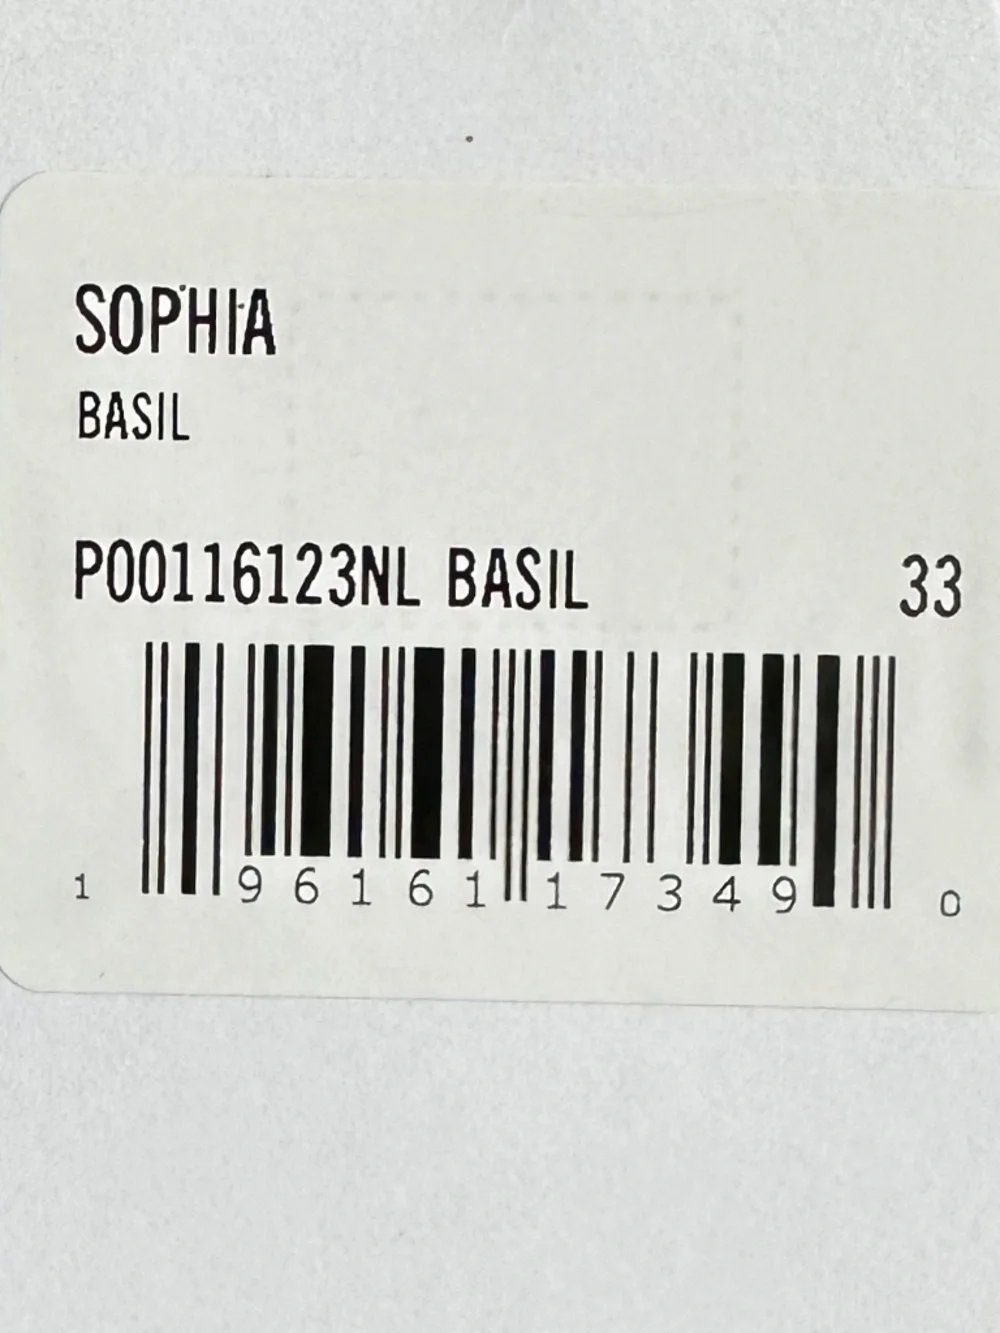 SOPHIA
BASIL
P00116123NL BASIL 33
1 96161 17349 0